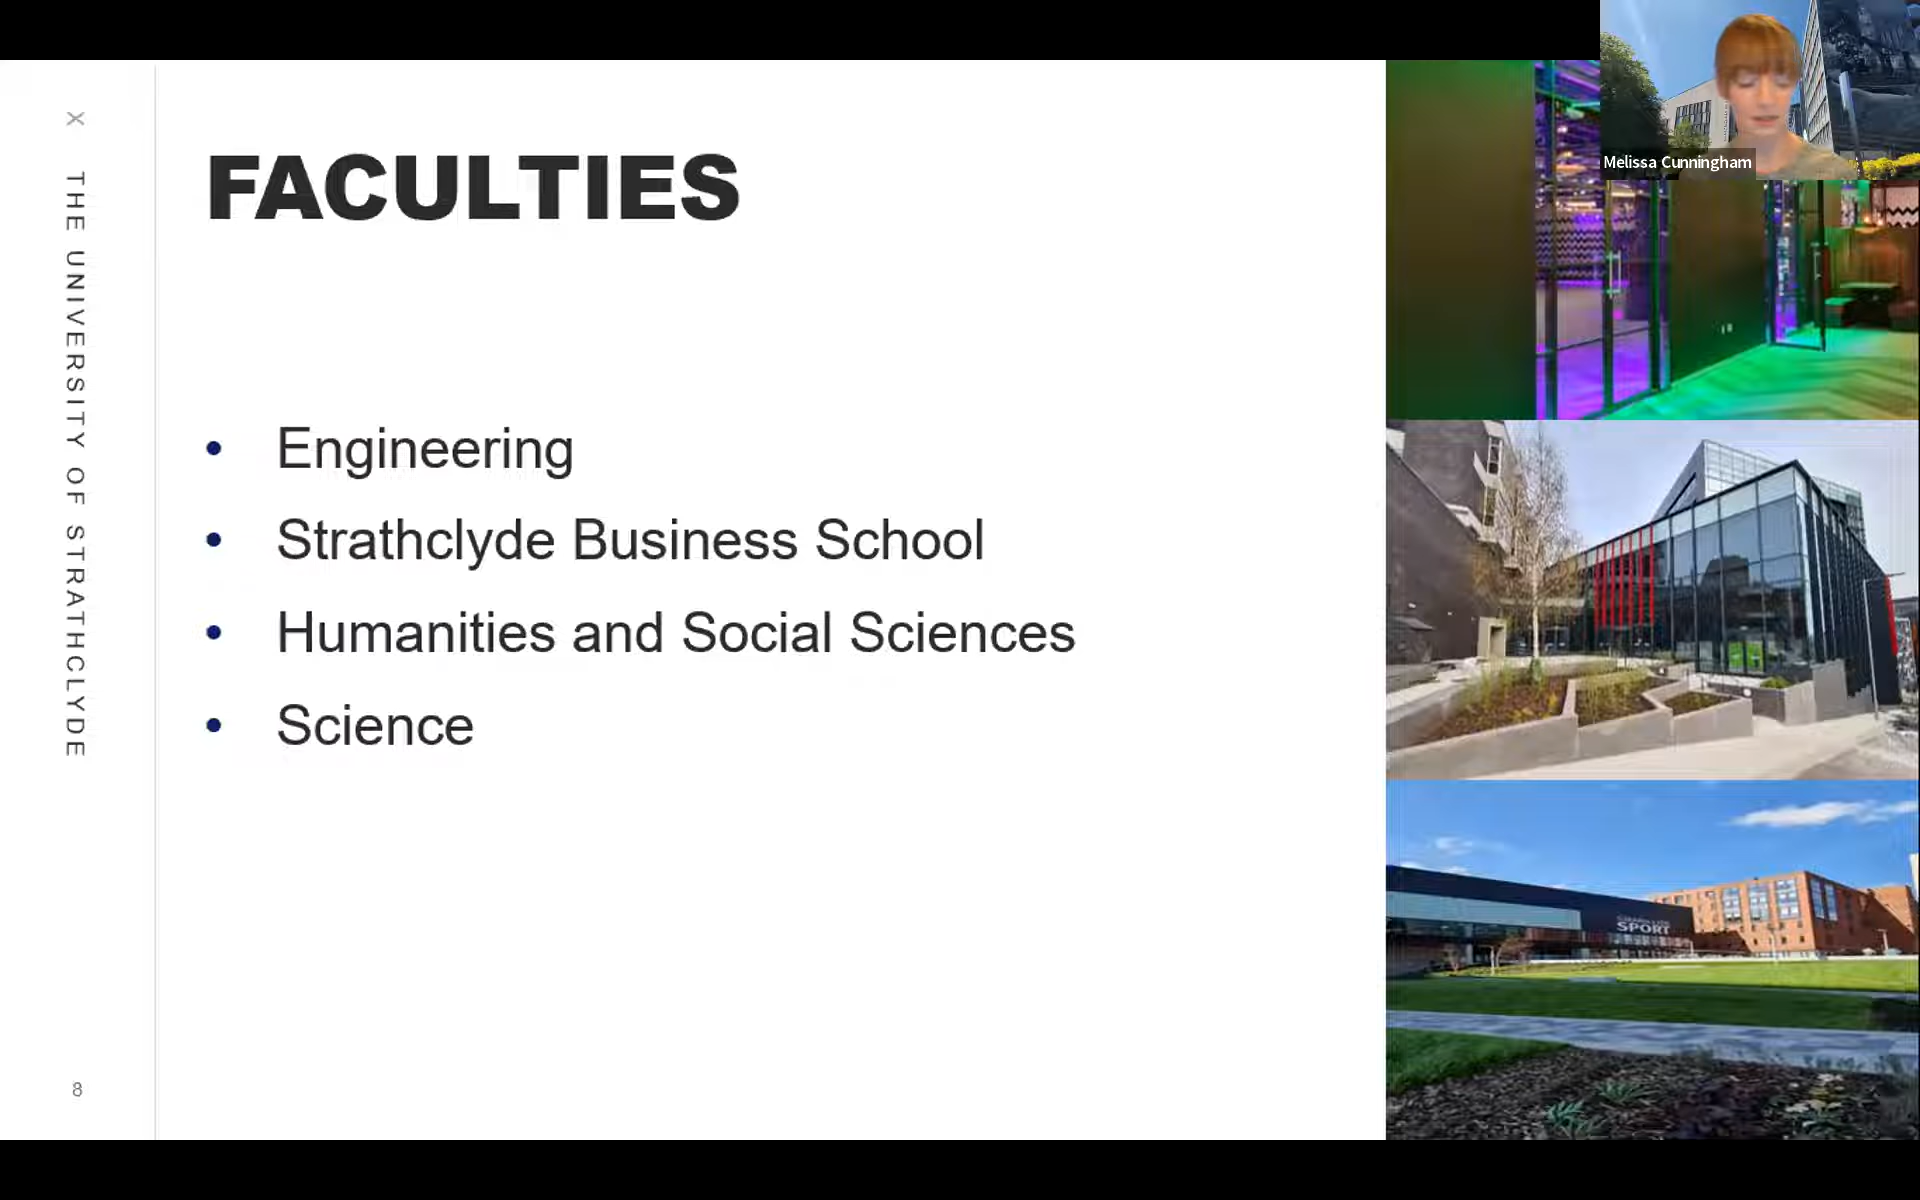 X THE UNIVERSITY OF STRATHCLYDE
FACULTIES
• Engineering
• Strathclyde Business School
• Humanities and Social Sciences
• Science
8
Melissa Cunningham
SPORT